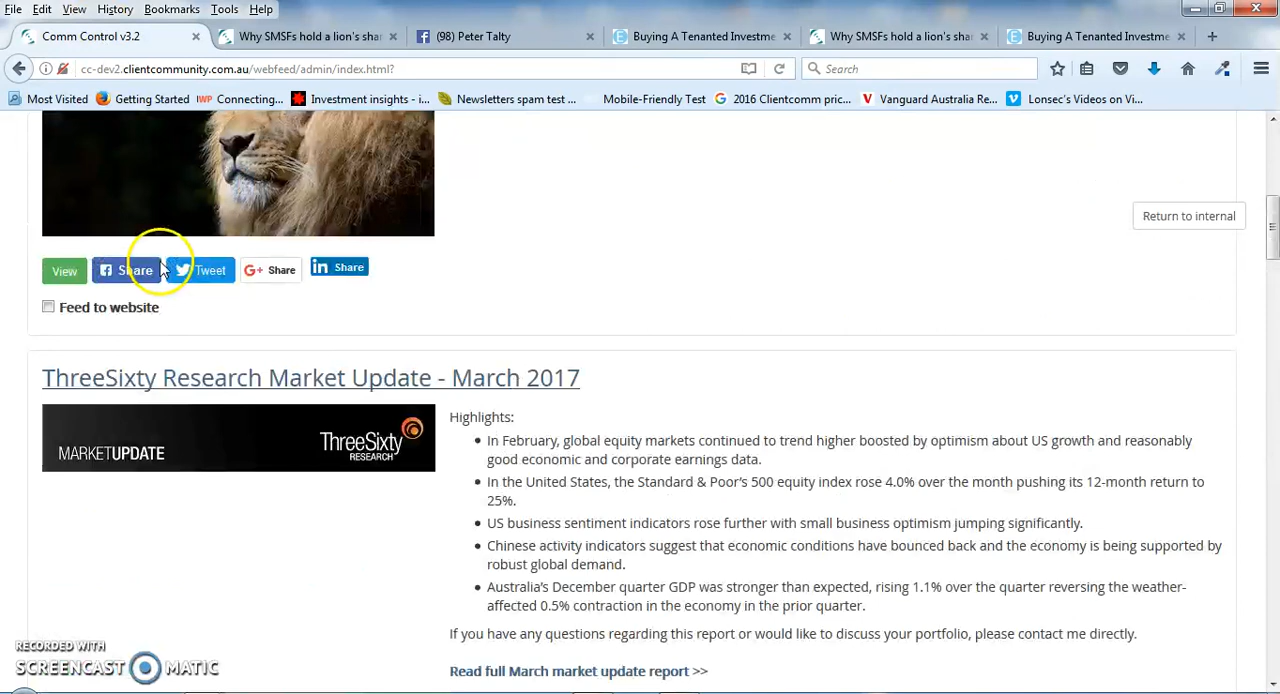 File Edit View History Bookmarks Tools Help
Comm Control v3.2 × Why SMSFs hold a lion's shar × (98) Peter Talty × Buying A Tenanted Investme... × Why SMSFs hold a lion's shar × Buying A Tenanted Investme... × +
cc-dev2.clientcommunity.com.au/webfeed/admin/index.html? Search
Most Visited Getting Started IWP Connecting... Investment insights - i... Newsletters spam test ... Mobile-Friendly Test 2016 Clientcomm pric... Vanguard Australia Re... Lonsec's Videos on Vi...
Return to internal
View Share Tweet G+ Share in Share
Feed to website
ThreeSixty Research Market Update - March 2017
MARKETUPDATE ThreeSixty
RESEARCH
Highlights:
• In February, global equity markets continued to trend higher boosted by optimism about US growth and reasonably
good economic and corporate earnings data.
• In the United States, the Standard & Poor's 500 equity index rose 4.0% over the month pushing its 12-month return to
25%.
• US business sentiment indicators rose further with small business optimism jumping significantly.
• Chinese activity indicators suggest that economic conditions have bounced back and the economy is being supported by
robust global demand.
• Australia's December quarter GDP was stronger than expected, rising 1.1% over the quarter reversing the weather-
affected 0.5% contraction in the economy in the prior quarter.
If you have any questions regarding this report or would like to discuss your portfolio, please contact me directly.
Read full March market update report >>
RECORDED WITH
SCREENCAST MATIC